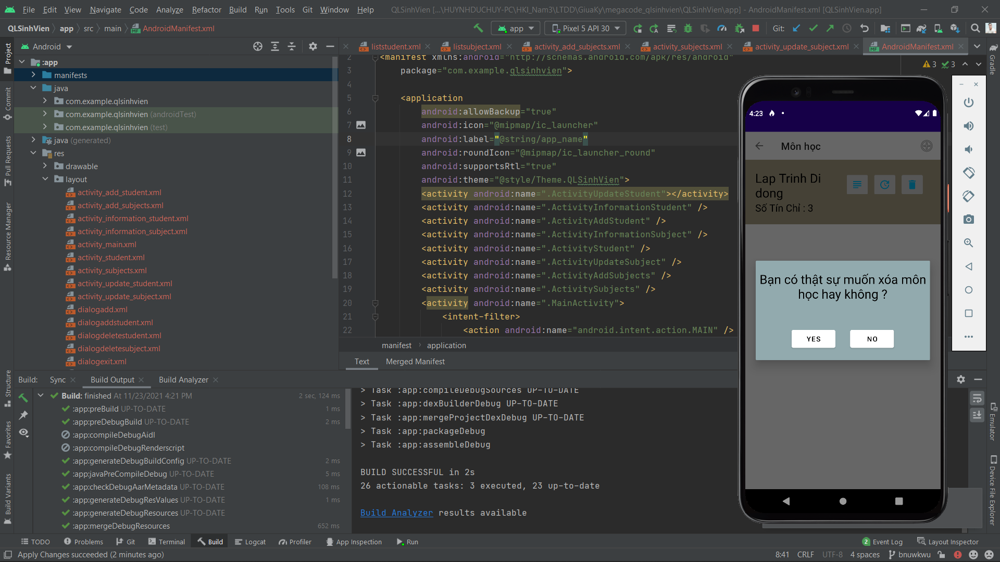 File Edit View Navigate Code Analyze Refactor Build Run Tools Git Window Help QLSinhVien [...\HUYNHDUCHUY-PC\HKI_Nam3\LTDD\GiuaKy\megacode_qlsinhvien\QLSinhVien\app] - AndroidManifest.xml [QLSinhVien.app]
QLSinhVien app src main AndroidManifest.xml app Pixel 5 API 30 Git:
Android
liststudent.xml listsubject.xml activity_add_subjects.xml activity_subjects.xml activity_update_subject.xml AndroidManifest.xml
Project
Commit
Pull Requests
Resource Manager
Structure
Favorites
Build Variants
:app
manifests
java
com.example.qlsinhvien
com.example.qlsinhvien (androidTest)
com.example.qlsinhvien (test)
java (generated)
res
drawable
layout
activity_add_student.xml
activity_add_subjects.xml
activity_information_student.xml
activity_information_subject.xml
activity_main.xml
activity_student.xml
activity_subjects.xml
activity_update_student.xml
activity_update_subject.xml
dialogadd.xml
dialogaddstudent.xml
dialogdeletestudent.xml
dialogdeletesubject.xml
dialogexit.xml
3 3
2 <manifest xmlns:android="http://schemas.android.com/apk/res/android"
3 package="com.example.qlsinhvien">
4
5 <application
6 android:allowBackup="true"
7 android:icon="@mipmap/ic_launcher"
8 android:label="@string/app_name"
9 android:roundIcon="@mipmap/ic_launcher_round"
10 android:supportsRtl="true"
11 android:theme="@style/Theme.QLSinhVien">
12 <activity android:name=".ActivityUpdateStudent"></activity>
13 <activity android:name=".ActivityInformationStudent" />
14 <activity android:name=".ActivityAddStudent" />
15 <activity android:name=".ActivityInformationSubject" />
16 <activity android:name=".ActivityStudent" />
17 <activity android:name=".ActivityUpdateSubject" />
18 <activity android:name=".ActivityAddSubjects" />
19 <activity android:name=".ActivitySubjects" />
20 <activity android:name=".MainActivity">
21 <intent-filter>
22 <action android:name="android.intent.action.MAIN" />
manifest application
Text Merged Manifest
4:23
Môn học
Lap Trinh Di
dong
Số Tín Chỉ : 3
Bạn có thật sự muốn xóa môn
học hay không ?
YES NO
Gradle
Emulator
Device File Explorer
Build: Sync Build Output Build Analyzer
Build: finished At 11/23/2021 4:21 PM 2 sec, 124 ms
:app:preBuild UP-TO-DATE 1 ms
:app:preDebugBuild UP-TO-DATE 2 ms
:app:compileDebugAidl
:app:compileDebugRenderscript
:app:generateDebugBuildConfig UP-TO-DATE 2 ms
:app:javaPreCompileDebug UP-TO-DATE 5 ms
:app:checkDebugAarMetadata UP-TO-DATE 108 ms
:app:generateDebugResValues UP-TO-DATE 1 ms
:app:generateDebugResources UP-TO-DATE
:app:mergeDebugResources 652 ms
> Task :app:compileDebugSources UP-TO-DATE
> Task :app:dexBuilderDebug UP-TO-DATE
> Task :app:mergeProjectDexDebug UP-TO-DATE
> Task :app:packageDebug
> Task :app:assembleDebug
BUILD SUCCESSFUL in 2s
26 actionable tasks: 3 executed, 23 up-to-date
Build Analyzer results available
TODO Problems Git Terminal Build Logcat Profiler App Inspection Run 2 Event Log Layout Inspector
Apply Changes succeeded (2 minutes ago) 8:41 CRLF UTF-8 4 spaces bnuwkwu